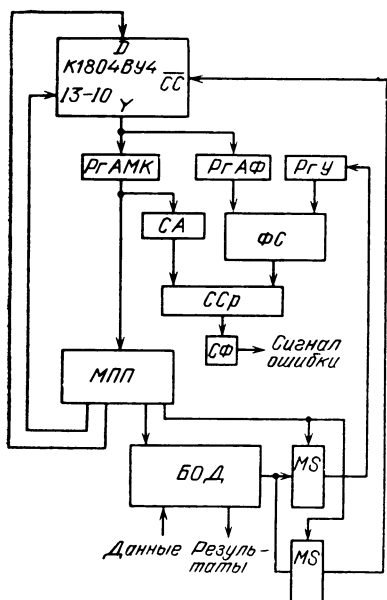 D
К1804ВУ4
C̅C̅
13-10
Y
РгАМК
РгАФ
РгУ
СА
ФС
ССр
СФ
Сигнал
ошибки
МПП
БОД
MS
Данные
Резуль-
таты
MS